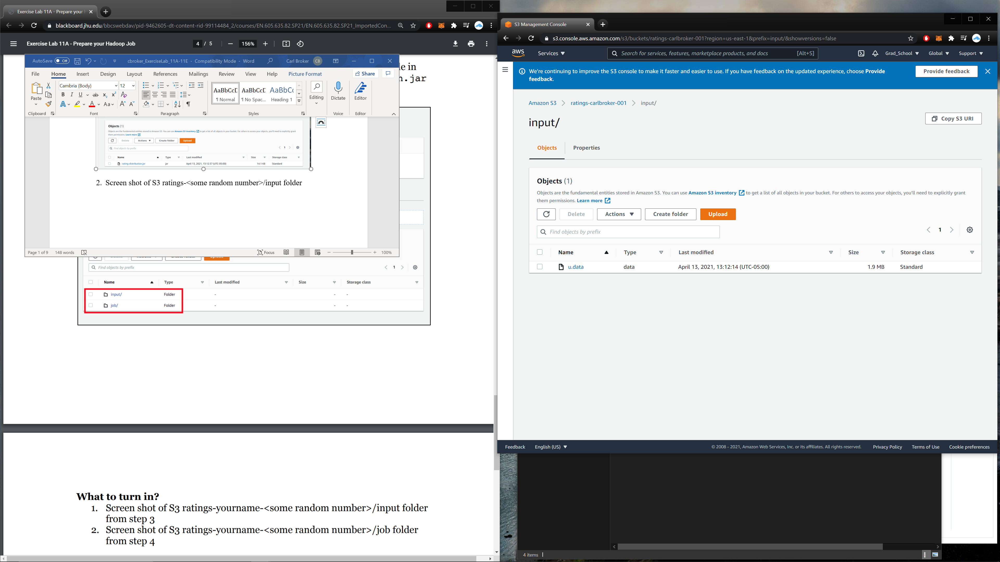 Exercise Lab 11A - Prepare your
blackboard.jhu.edu/bbcswebdav/pid-9462605-dt-content-rid-99114484_2/courses/EN.605.635.82.SP21/EN.605.635.82.SP21_ImportedCon...
Exercise Lab 11A - Prepare your Hadoop Job
4 / 5
156%
AutoSave Off
cbroker_ExerciseLab_11A-11E - Compatibility Mode - Word
Carl Broker CB
File Home Insert Design Layout References Mailings Review View Help Picture Format
Share
Cambria (Body) 12
Paste
AaBbCcD AaBbCcD AaBbCc
¶ Normal ¶ No Spac... Heading 1
Editing Dictate Editor
Clipboard Font Paragraph Styles Voice Editor
.jar
Objects (1)
Objects are the fundamental entities stored in Amazon S3. You can use Amazon S3 inventory to get a list of all objects in your bucket. For others to access your objects, you'll need to explicitly grant
them permissions. Learn more
Delete Actions Create folder Upload
Find objects by prefix
1
Name Type Last modified Size Storage class
rating-distribution.jar jar April 13, 2021, 13:12:37 (UTC-05:00) 14.1 KB Standard
2. Screen shot of S3 ratings-<some random number>/input folder
Page 1 of 9 148 words Focus 100%
Find objects by prefix
1
Name Type Last modified Size Storage class
input/ Folder - - -
job/ Folder - - -
What to turn in?
1. Screen shot of S3 ratings-yourname-<some random number>/input folder
from step 3
2. Screen shot of S3 ratings-yourname-<some random number>/job folder
from step 4
S3 Management Console
s3.console.aws.amazon.com/s3/buckets/ratings-carlbroker-001?region=us-east-1&prefix=input/&showversions=false
aws Services Search for services, features, marketplace products, and docs [Alt+S] Grad_School Global Support
We're continuing to improve the S3 console to make it faster and easier to use. If you have feedback on the updated experience, choose Provide
feedback.
Provide feedback
Amazon S3 ratings-carlbroker-001 input/
input/
Copy S3 URI
Objects Properties
Objects (1)
Objects are the fundamental entities stored in Amazon S3. You can use Amazon S3 inventory to get a list of all objects in your bucket. For others to access your objects, you'll need to explicitly grant
them permissions. Learn more
Delete Actions Create folder Upload
Find objects by prefix
1
Name Type Last modified Size Storage class
u.data data April 13, 2021, 13:12:14 (UTC-05:00) 1.9 MB Standard
Feedback English (US) © 2008 - 2021, Amazon Web Services, Inc. or its affiliates. All rights reserved. Privacy Policy Terms of Use Cookie preferences
4 items